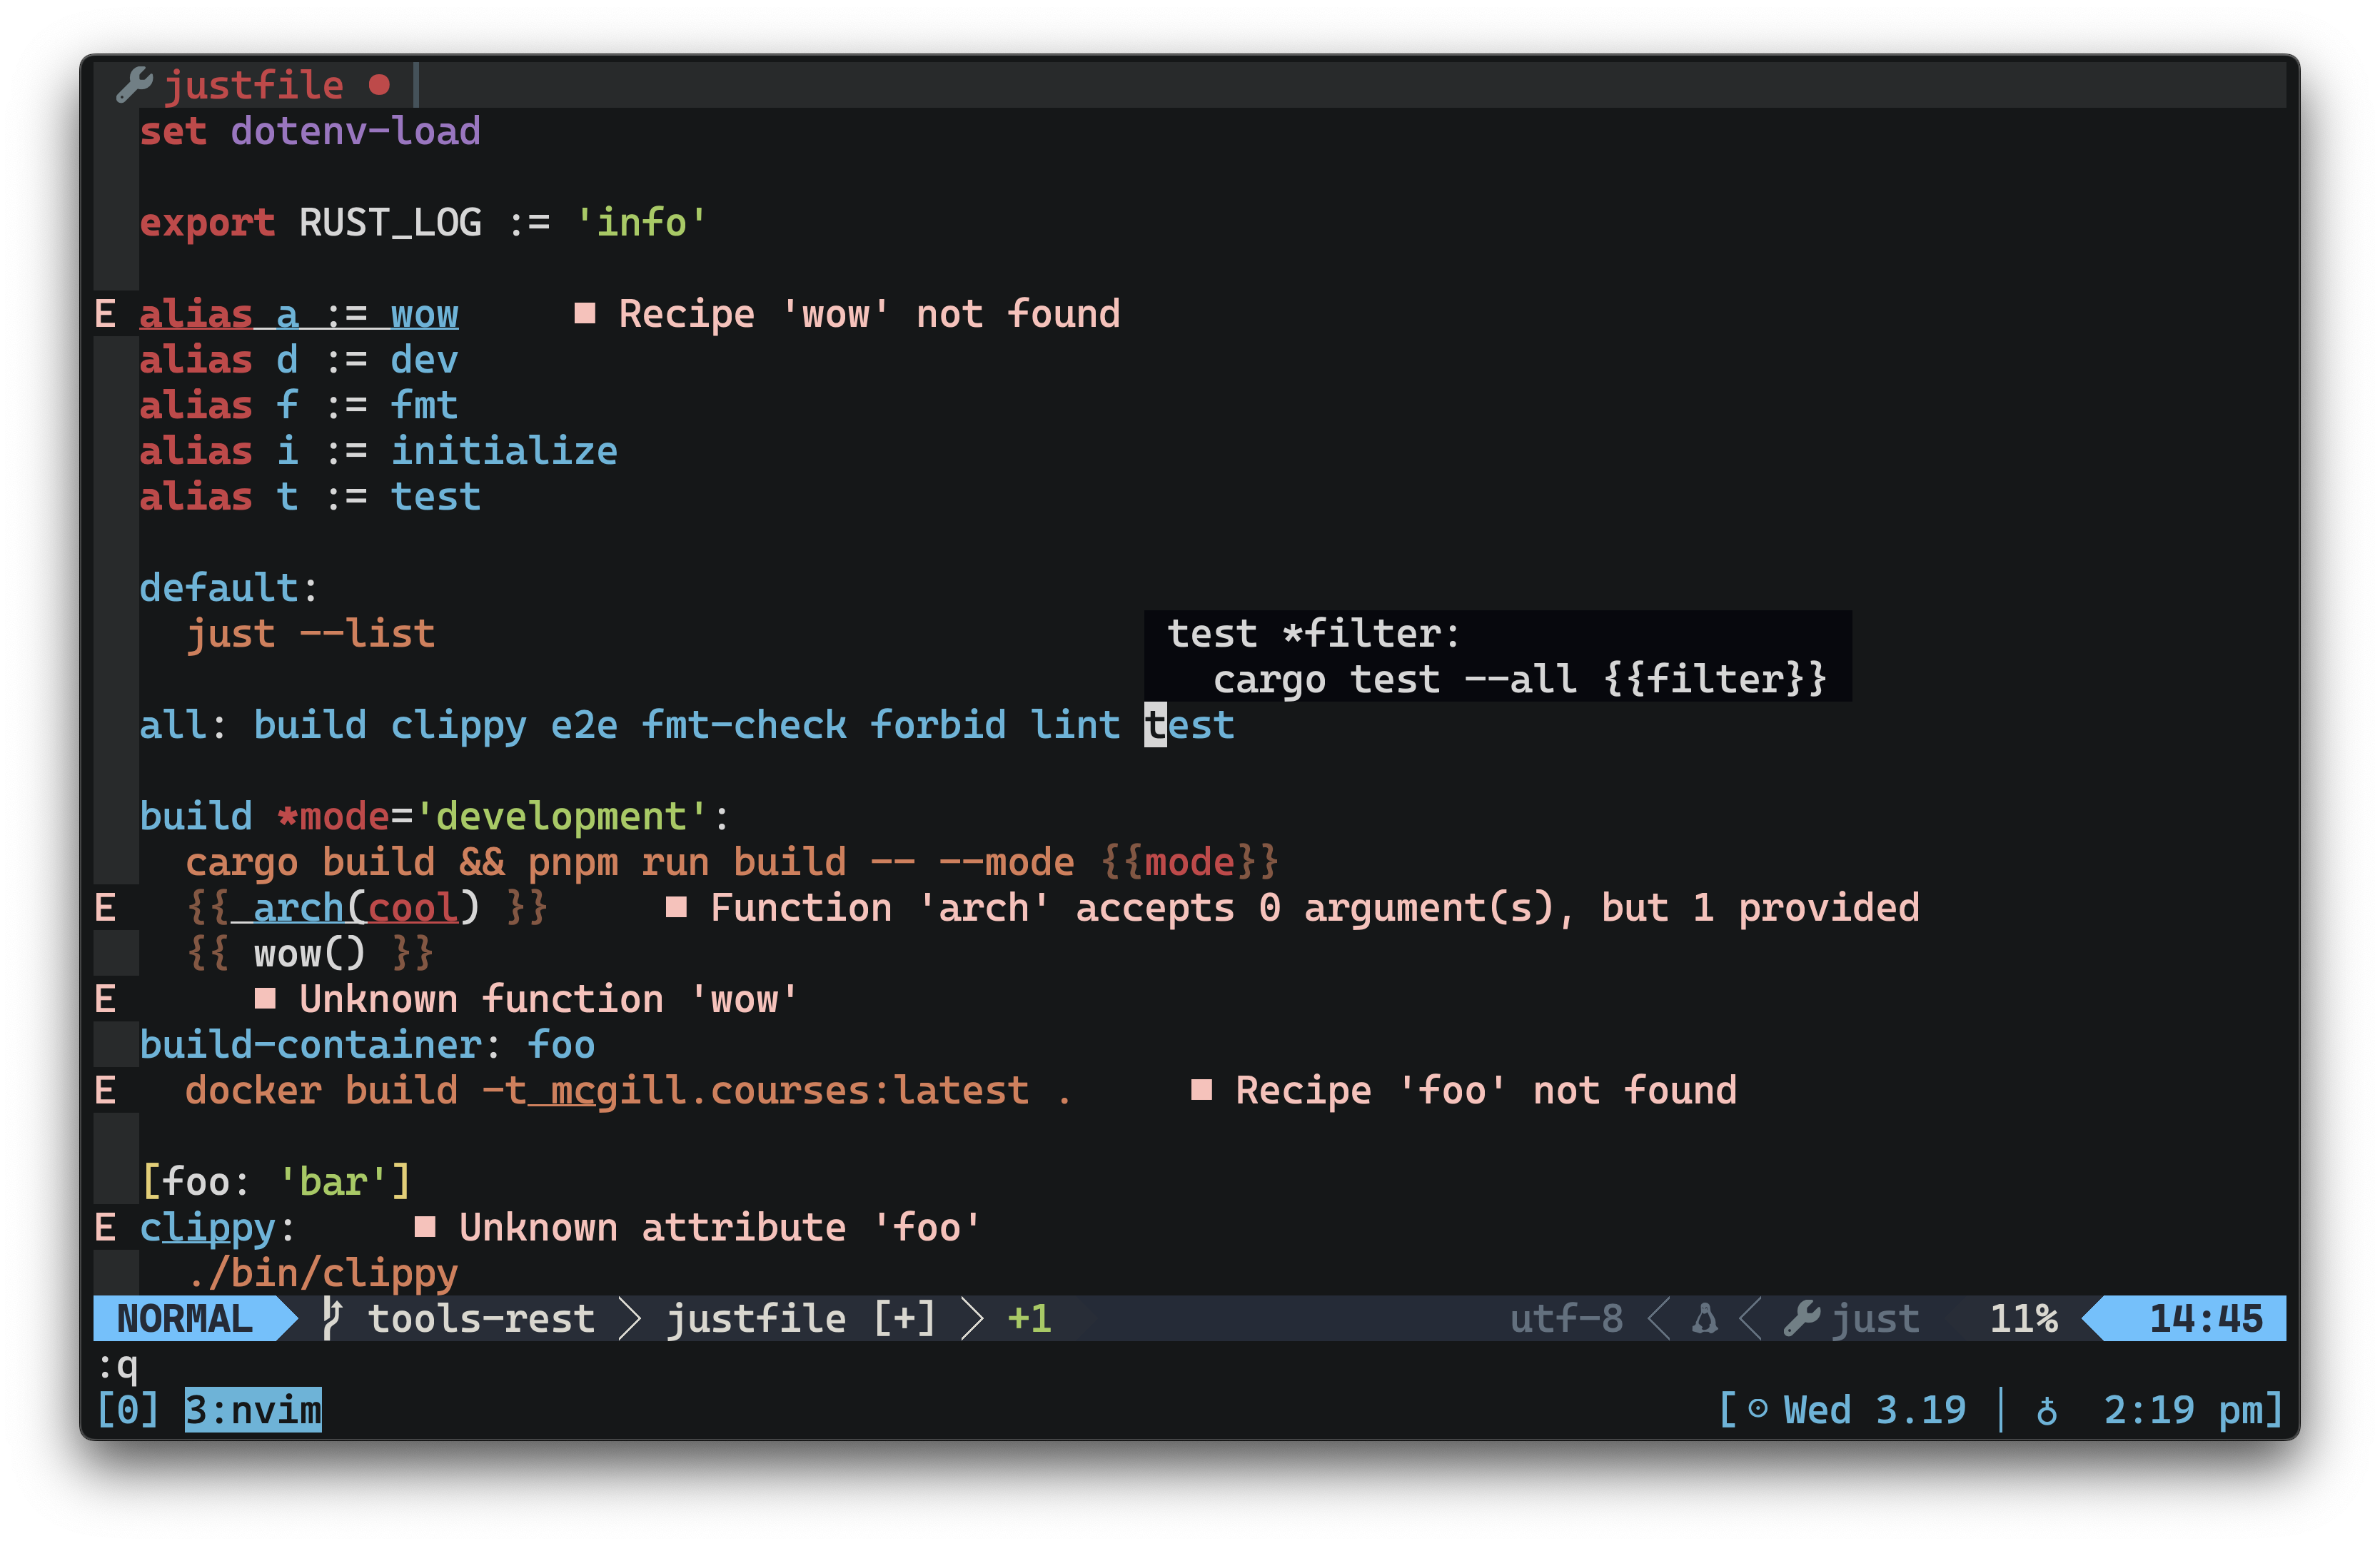 justfile
set dotenv-load
export RUST_LOG := 'info'
E alias a := wow ■ Recipe 'wow' not found
alias d := dev
alias f := fmt
alias i := initialize
alias t := test
default:
just --list
test *filter:
cargo test --all {{filter}}
all: build clippy e2e fmt-check forbid lint test
build *mode='development':
cargo build && pnpm run build -- --mode {{mode}}
E {{ arch(cool) }} ■ Function 'arch' accepts 0 argument(s), but 1 provided
{{ wow() }}
E ■ Unknown function 'wow'
build-container: foo
E docker build -t mcgill.courses:latest . ■ Recipe 'foo' not found
[foo: 'bar']
E clippy: ■ Unknown attribute 'foo'
./bin/clippy
NORMAL tools-rest justfile [+] +1 utf-8 just 11% 14:45
:q
[0] 3:nvim [ Wed 3.19 | 2:19 pm]